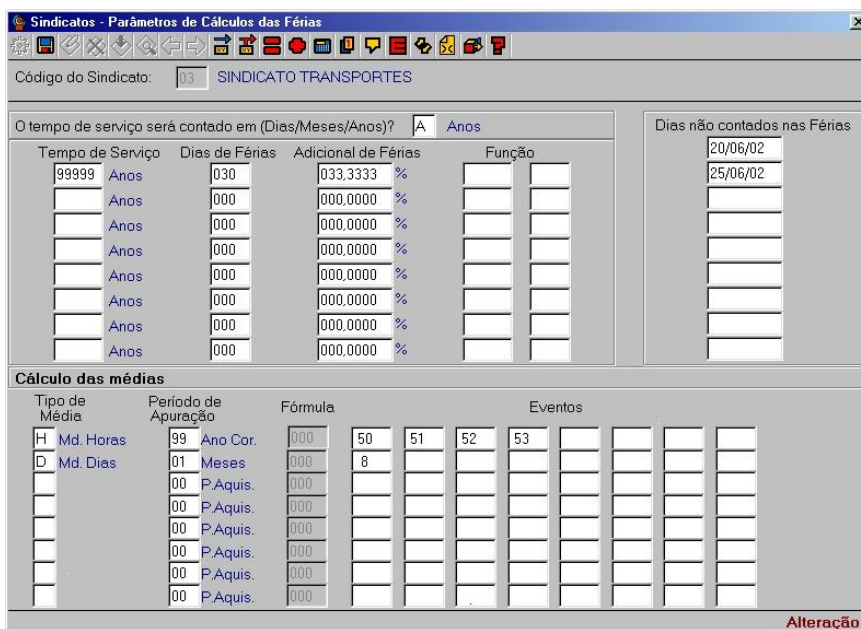 Sindicatos - Parâmetros de Cálculos das Férias
Código do Sindicato: 03 SINDICATO TRANSPORTES
O tempo de serviço será contado em (Dias/Meses/Anos)? A Anos
Dias não contados nas Férias
Tempo de Serviço Dias de Férias Adicional de Férias Função
20/06/02
99999 Anos 030 033,3333 % 25/06/02
Anos 000 000,0000 %
Anos 000 000,0000 %
Anos 000 000,0000 %
Anos 000 000,0000 %
Anos 000 000,0000 %
Anos 000 000,0000 %
Anos 000 000,0000 %
Cálculo das médias
Tipo de Média Período de Apuração Fórmula Eventos
H Md. Horas 99 Ano Cor. 000 50 51 52 53
D Md. Dias 01 Meses 000 8
00 P.Aquis. 000
00 P.Aquis. 000
00 P.Aquis. 000
00 P.Aquis. 000
00 P.Aquis. 000
00 P.Aquis. 000
Alteração